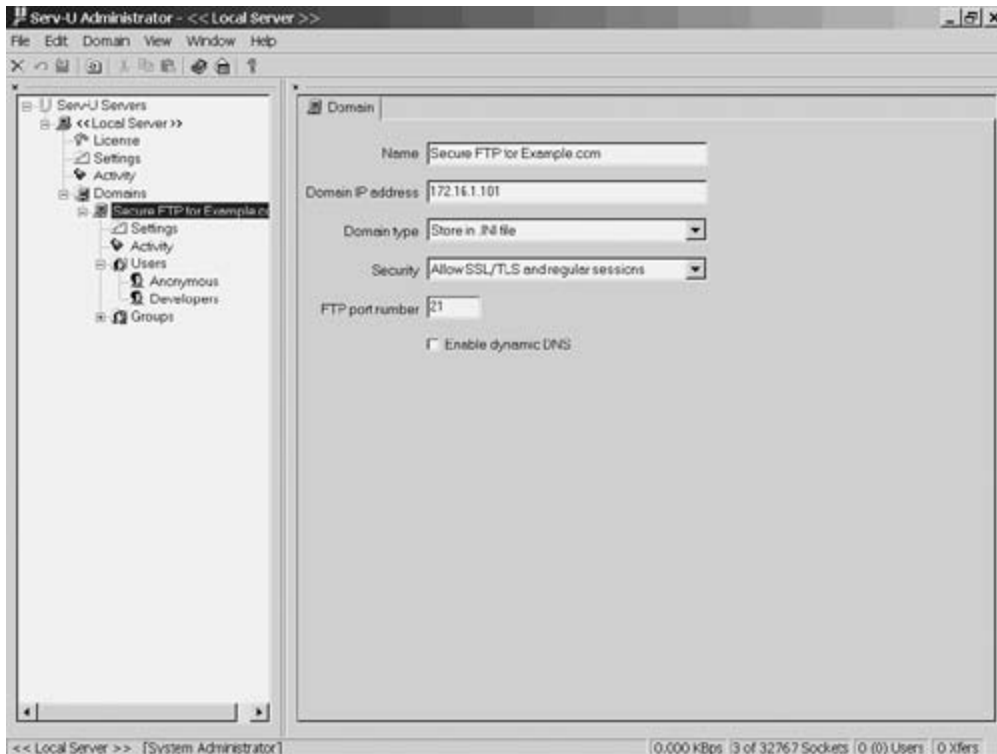 Serv-U Administrator - << Local Server >>
File Edit Domain View Window Help
Serv-U Servers
<<Local Server>>
License
Settings
Activity
Domains
Secure FTP for Example.co
Settings
Activity
Users
Anonymous
Developers
Groups
Domain
Name Secure FTP for Example.com
Domain IP address 172.16.1.101
Domain type Store in .INI file
Security Allow SSL/TLS and regular sessions
FTP port number 21
Enable dynamic DNS
<< Local Server >> [System Administrator] 0.000 KBps 3 of 32767 Sockets 0 (0) Users 0 Xfers